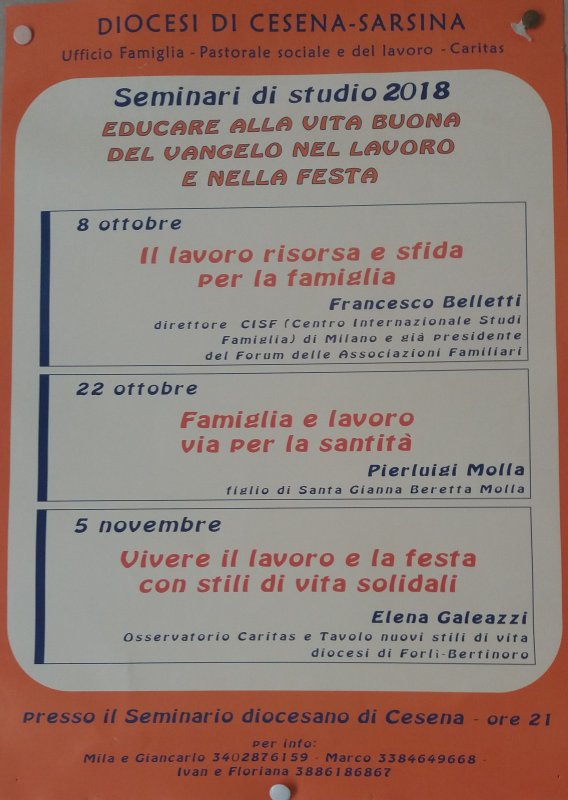 DIOCESI DI CESENA-SARSINA
Ufficio Famiglia - Pastorale sociale e del lavoro - Caritas
Seminari di studio 2018
EDUCARE ALLA VITA BUONA
DEL VANGELO NEL LAVORO
E NELLA FESTA
8 ottobre
Il lavoro risorsa e sfida
per la famiglia
Francesco Belletti
direttore CISF (Centro Internazionale Studi
Famiglia) di Milano e già presidente
del Forum delle Associazioni Familiari
22 ottobre
Famiglia e lavoro
via per la santità
Pierluigi Molla
figlio di Santa Gianna Beretta Molla
5 novembre
Vivere il lavoro e la festa
con stili di vita solidali
Elena Galeazzi
Osservatorio Caritas e Tavolo nuovi stili di vita
diocesi di Forlì-Bertinoro
presso il Seminario diocesano di Cesena - ore 21
per info:
Mila e Giancarlo 3402876159 - Marco 3384649668 -
Ivan e Floriana 3886186867